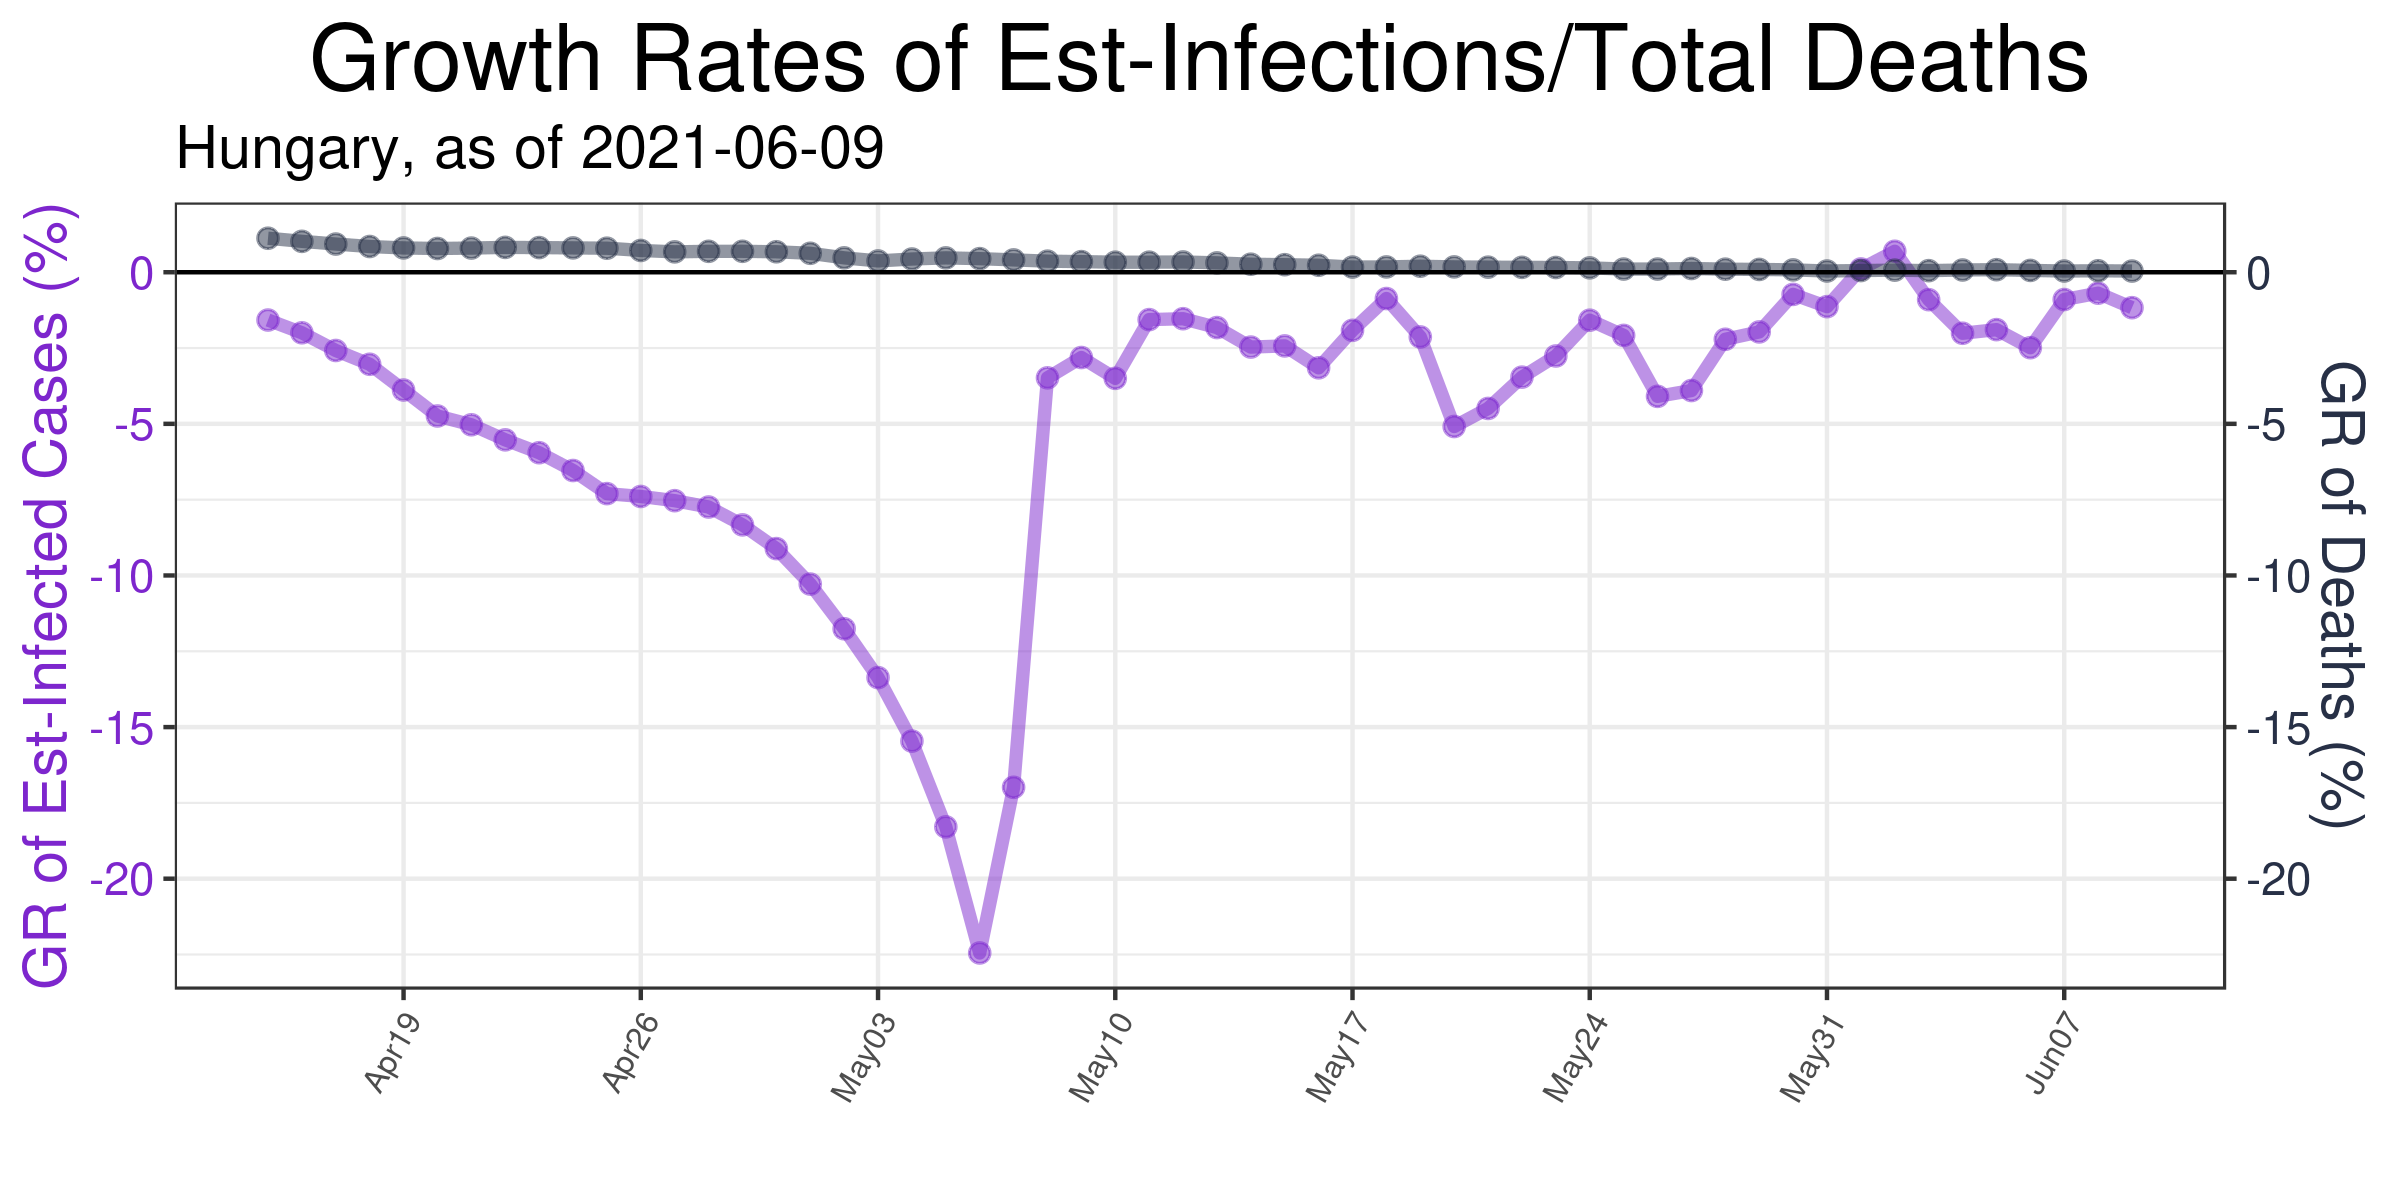 Growth Rates of Est-Infections/Total Deaths
Hungary, as of 2021-06-09
GR of Est-Infected Cases (%)
0
-5
-10
-15
-20
0
-5
-10
-15
-20
GR of Deaths (%)
Apr19
Apr26
May03
May10
May17
May24
May31
Jun07